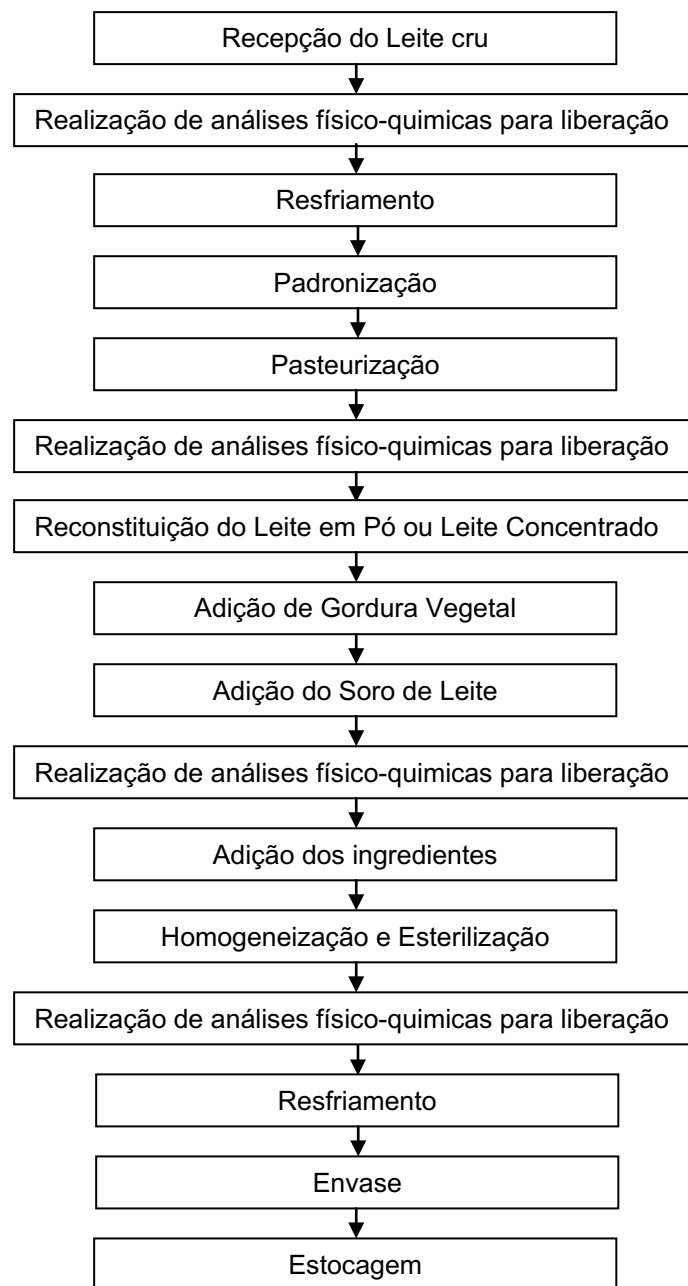 Recepção do Leite cru
Realização de análises físico-quimicas para liberação
Resfriamento
Padronização
Pasteurização
Realização de análises físico-quimicas para liberação
Reconstituição do Leite em Pó ou Leite Concentrado
Adição de Gordura Vegetal
Adição do Soro de Leite
Realização de análises físico-quimicas para liberação
Adição dos ingredientes
Homogeneização e Esterilização
Realização de análises físico-quimicas para liberação
Resfriamento
Envase
Estocagem